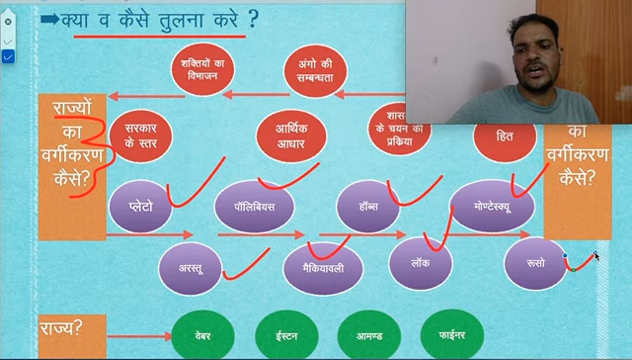 ➡क्या व कैसे तुलना करे ?
शक्तियों का
विभाजन
अंगो की
सम्बन्धता
राज्यों
का
वर्गीकरण
कैसे?
सरकार
के स्तर
आर्थिक
आधार
के चयन की
प्रक्रिया
हित
का
वर्गीकरण
कैसे?
प्लेटो
पॉलिबियस
हॉब्स
मोण्टेस्क्यू
अरस्तू
मैकियावली
लॉक
रूसो
राज्य?
वेबर
ईस्टन
आमण्ड
फाईनर